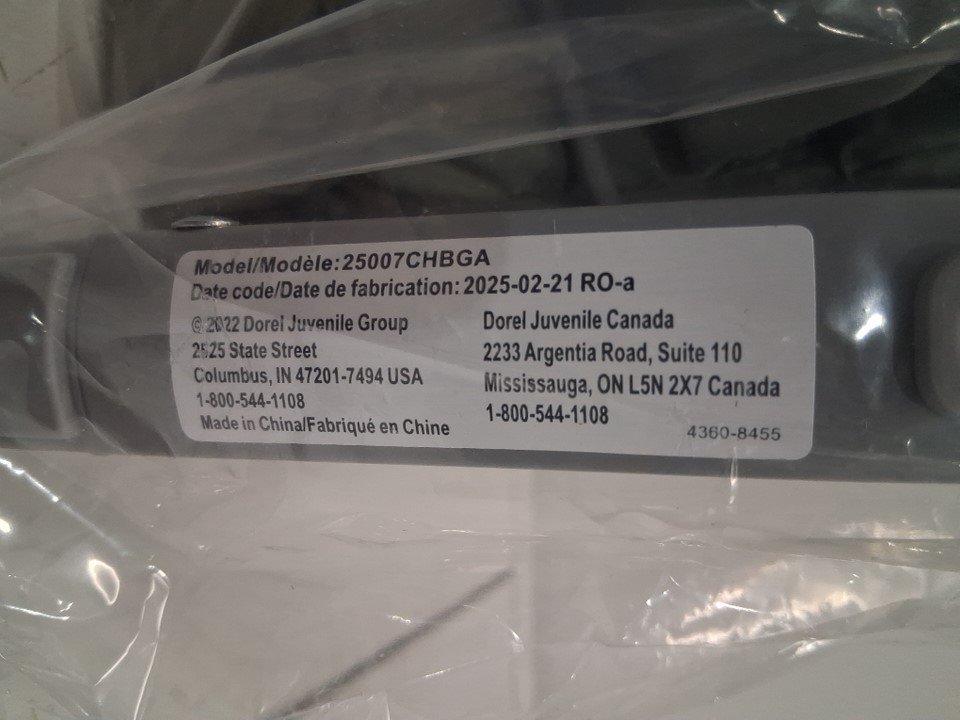 Model/Modèle:25007CHBGA
Date code/Date de fabrication: 2025-02-21 RO-a
© 2022 Dorel Juvenile Group
2525 State Street
Columbus, IN 47201-7494 USA
1-800-544-1108
Made in China/Fabriqué en Chine
Dorel Juvenile Canada
2233 Argentia Road, Suite 110
Mississauga, ON L5N 2X7 Canada
1-800-544-1108
4360-8455